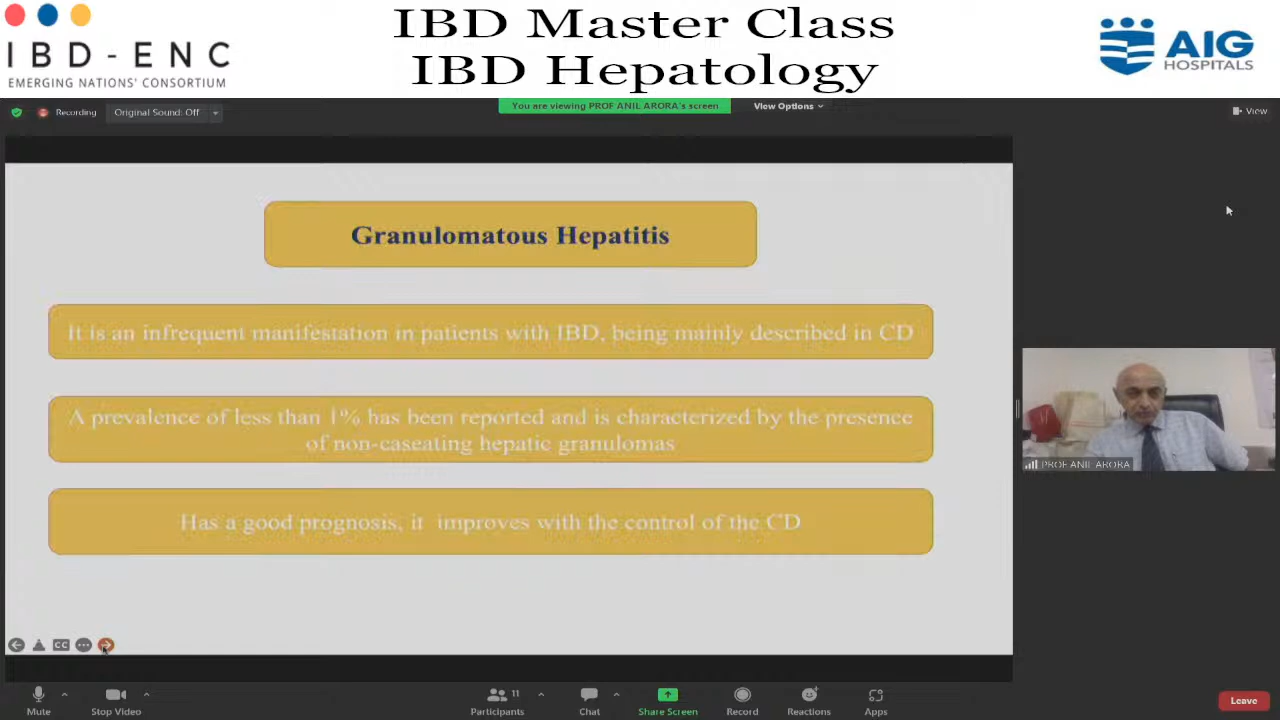 IBD-ENC
EMERGING NATIONS' CONSORTIUM
IBD Master Class
IBD Hepatology
AIG
HOSPITALS
Recording
Original Sound: Off
You are viewing PROF ANIL ARORA's screen
View Options
View
Granulomatous Hepatitis
It is an infrequent manifestation in patients with IBD, being mainly described in CD
A prevalence of less than 1% has been reported and is characterized by the presence
of non-caseating hepatic granulomas
Has a good prognosis, it improves with the control of the CD
PROF ANIL ARORA
CC
Mute
Stop Video
Participants
11
Chat
Share Screen
Record
Reactions
Apps
Leave